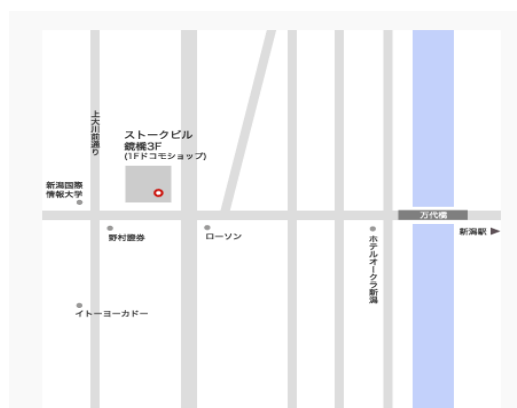 上大川前通り
ストークビル
鏡橋3F
(1Fドコモショップ)
新潟国際
情報大学
万代橋
野村證券
ローソン
新潟駅 ▶
ホテルオークラ新潟
イトーヨーカドー